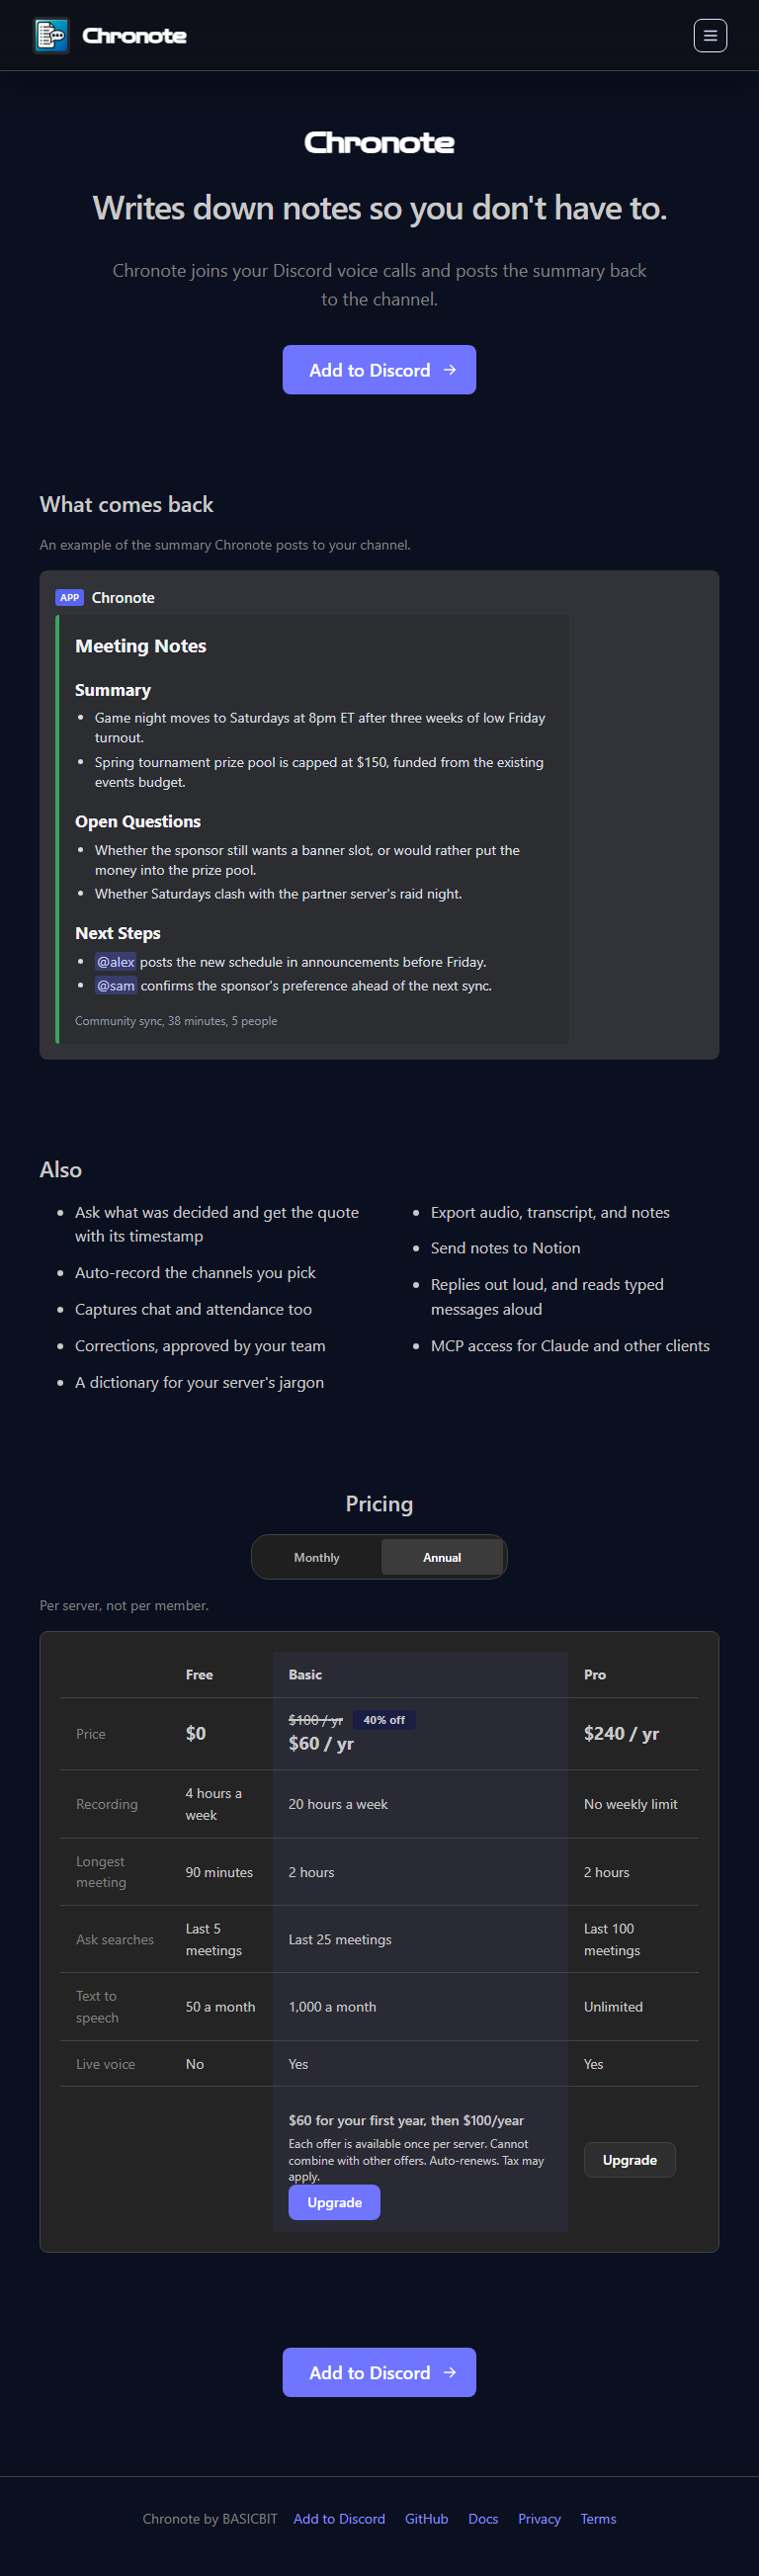 Chronote
Chronote
Writes down notes so you don't have to.
Chronote joins your Discord voice calls and posts the summary back
to the channel.
Add to Discord →
What comes back
An example of the summary Chronote posts to your channel.
APP Chronote
Meeting Notes
Summary
• Game night moves to Saturdays at 8pm ET after three weeks of low Friday
turnout.
• Spring tournament prize pool is capped at $150, funded from the existing
events budget.
Open Questions
• Whether the sponsor still wants a banner slot, or would rather put the
money into the prize pool.
• Whether Saturdays clash with the partner server's raid night.
Next Steps
• @alex posts the new schedule in announcements before Friday.
• @sam confirms the sponsor's preference ahead of the next sync.
Community sync, 38 minutes, 5 people
Also
• Ask what was decided and get the quote
with its timestamp
• Auto-record the channels you pick
• Captures chat and attendance too
• Corrections, approved by your team
• A dictionary for your server's jargon
• Export audio, transcript, and notes
• Send notes to Notion
• Replies out loud, and reads typed
messages aloud
• MCP access for Claude and other clients
Pricing
Monthly Annual
Per server, not per member.
Free Basic Pro
Price $0 $100 / yr 40% off $240 / yr
$60 / yr
Recording 4 hours a
week 20 hours a week No weekly limit
Longest
meeting 90 minutes 2 hours 2 hours
Ask searches Last 5
meetings Last 25 meetings Last 100
meetings
Text to
speech 50 a month 1,000 a month Unlimited
Live voice No Yes Yes
$60 for your first year, then $100/year
Each offer is available once per server. Cannot
combine with other offers. Auto-renews. Tax may
apply.
Upgrade
Upgrade
Add to Discord →
Chronote by BASICBIT Add to Discord GitHub Docs Privacy Terms